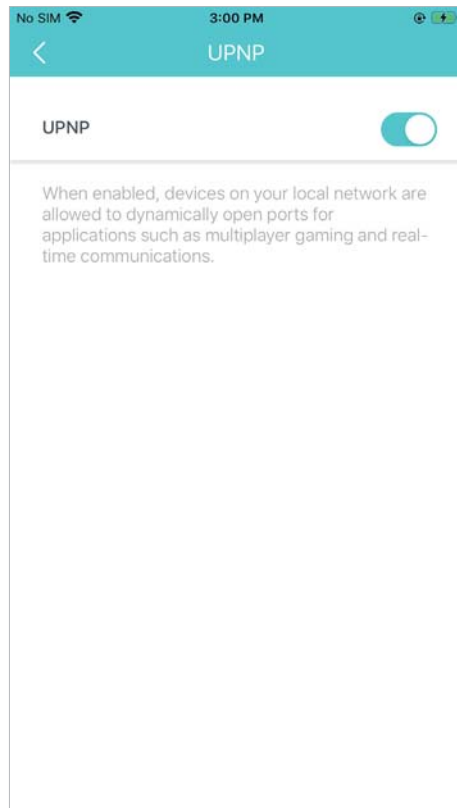 No SIM 3:00 PM
UPNP
UPNP
When enabled, devices on your local network are
allowed to dynamically open ports for
applications such as multiplayer gaming and real-
time communications.